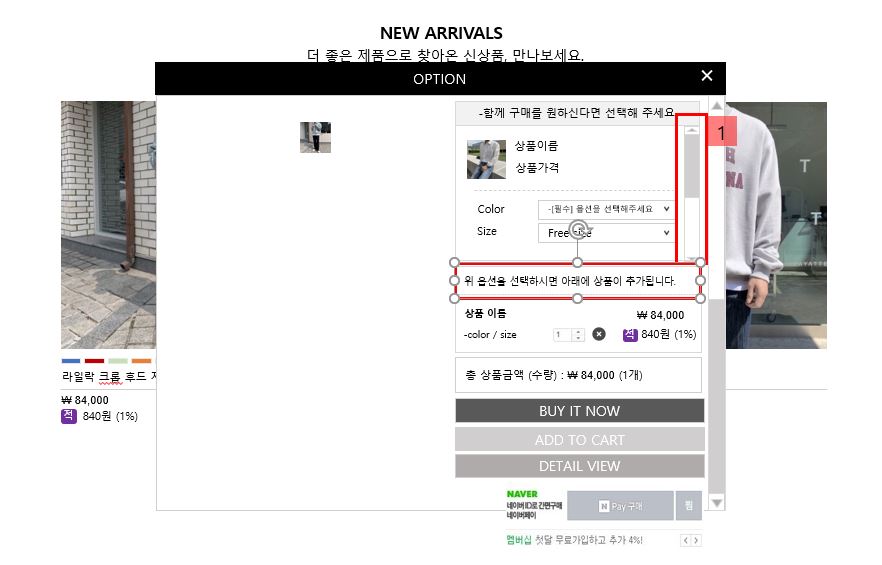 NEW ARRIVALS
더 좋은 제품으로 찾아온 신상품, 만나보세요.
OPTION
-함께 구매를 원하신다면 선택해 주세요
1
상품이름
상품가격
Color
-[필수] 옵션을 선택해주세요
Size
Free size
위 옵션을 선택하시면 아래에 상품이 추가됩니다.
상품 이름
₩ 84,000
-color / size
1
적 840원 (1%)
총 상품금액 (수량) : ₩ 84,000 (1개)
BUY IT NOW
ADD TO CART
DETAIL VIEW
NAVER
네이버ID로 간편구매
네이버페이
N Pay 구매
찜
멤버십 첫달 무료가입하고 추가 4%!
라일락 크롭 후드
₩ 84,000
적 840원 (1%)
T
T